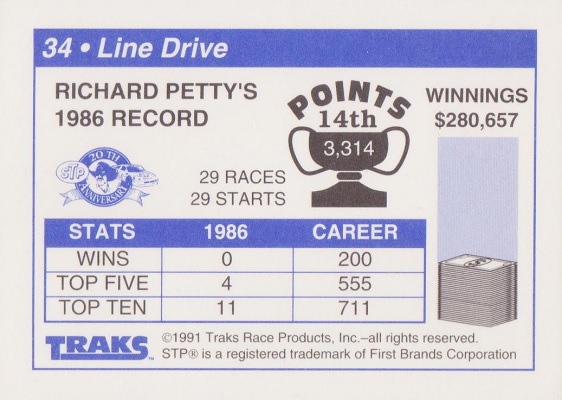 34 • Line Drive
RICHARD PETTY'S
1986 RECORD
POINTS
14th
3,314
WINNINGS
$280,657
20TH
STP
ANNIVERSARY
29 RACES
29 STARTS
STATS 1986 CAREER
WINS 0 200
TOP FIVE 4 555
TOP TEN 11 711
TRAKS™
©1991 Traks Race Products, Inc.–all rights reserved.
STP® is a registered trademark of First Brands Corporation